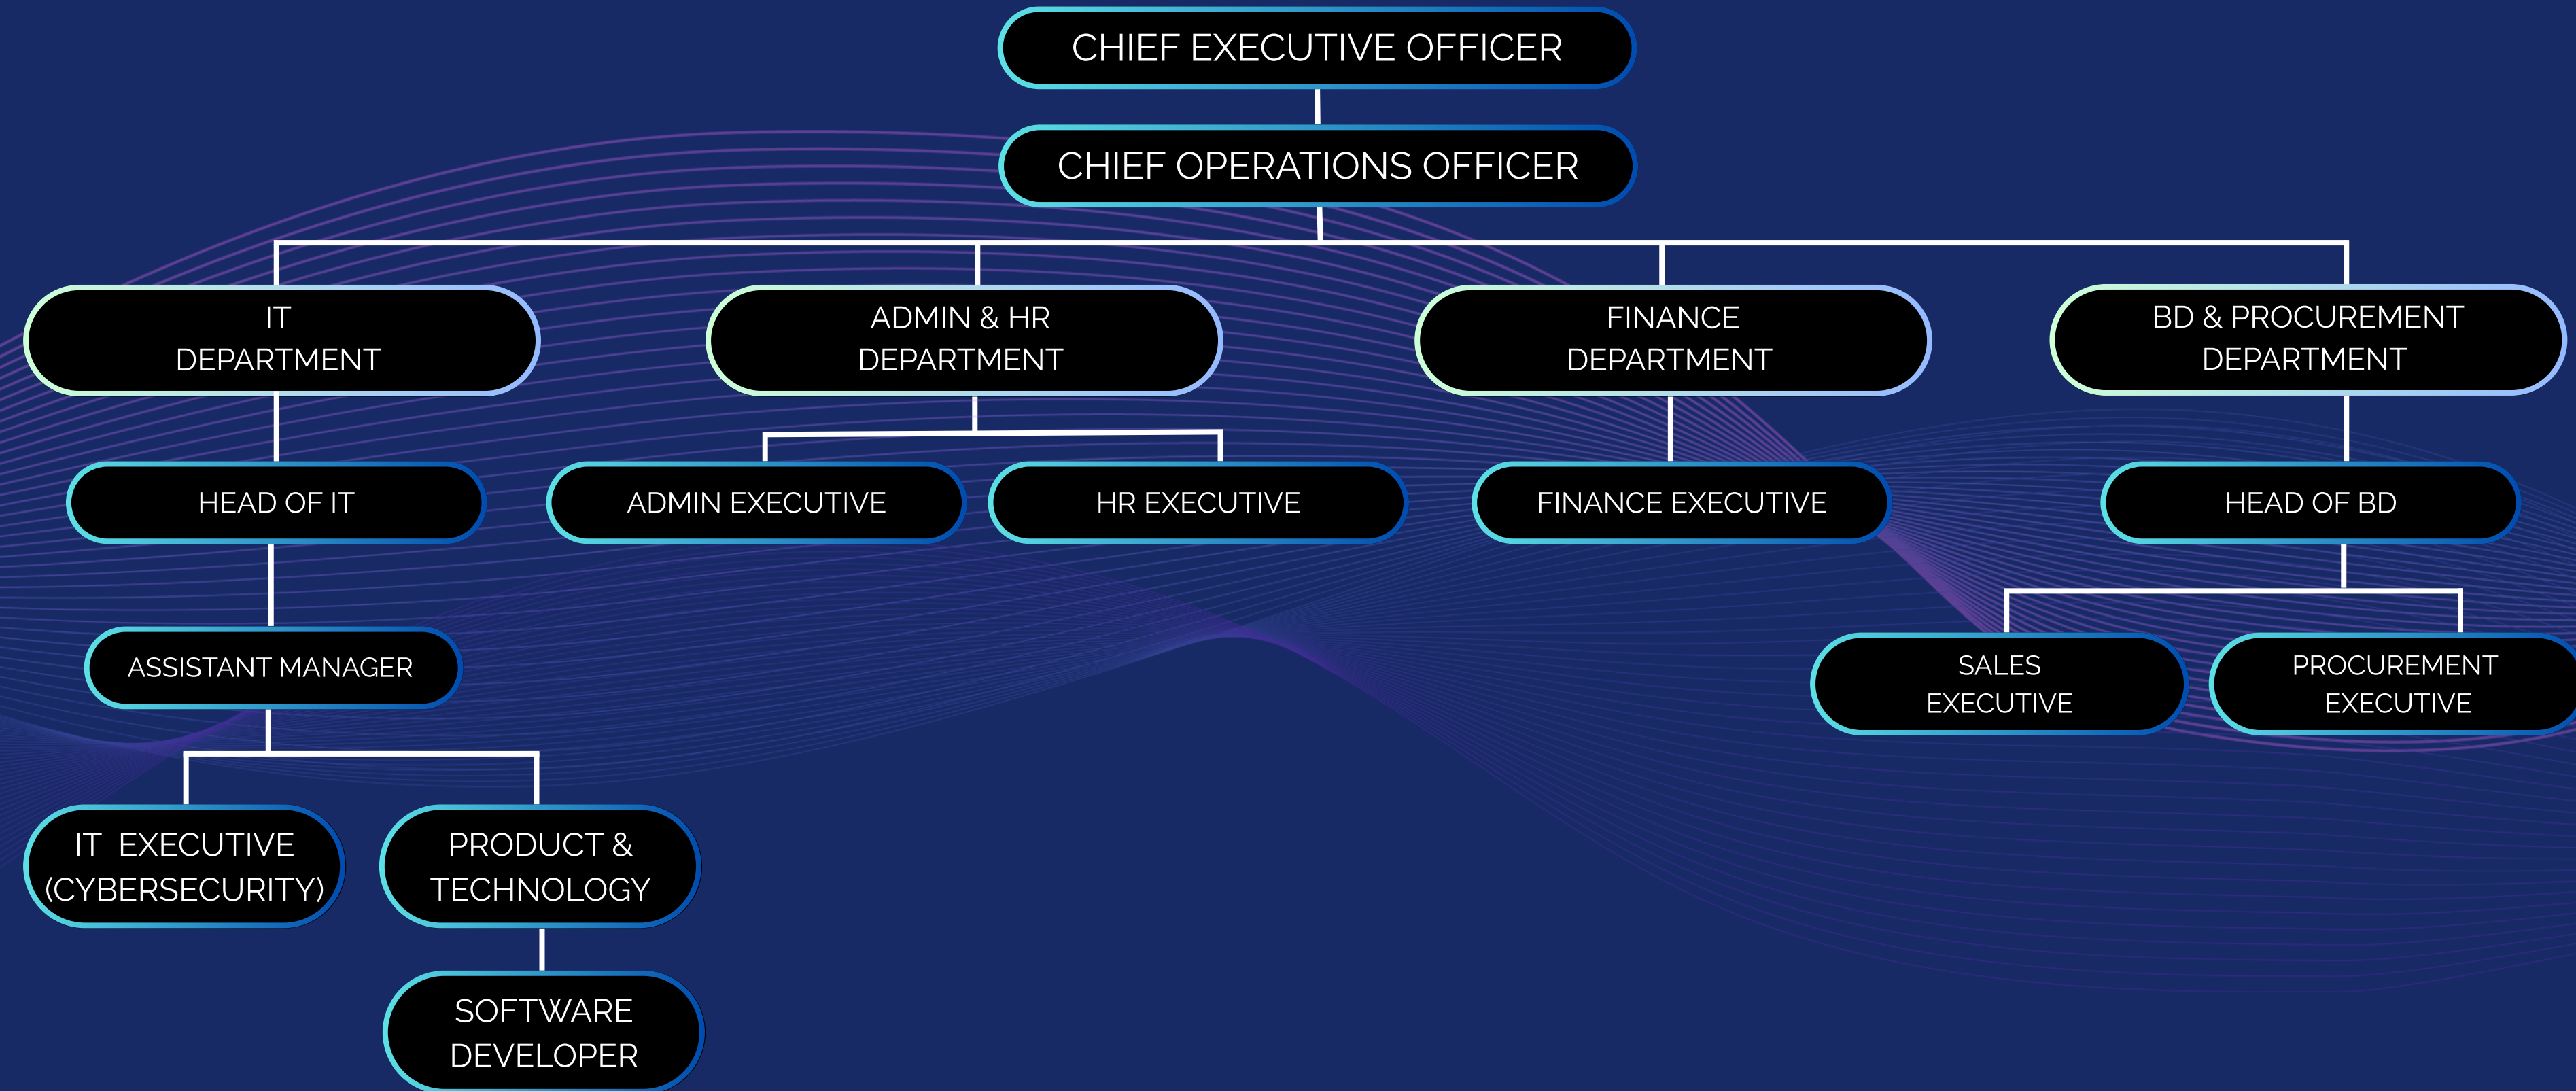 CHIEF EXECUTIVE OFFICER
CHIEF OPERATIONS OFFICER
IT
DEPARTMENT
ADMIN & HR
DEPARTMENT
FINANCE
DEPARTMENT
BD & PROCUREMENT
DEPARTMENT
HEAD OF IT
ADMIN EXECUTIVE
HR EXECUTIVE
FINANCE EXECUTIVE
HEAD OF BD
ASSISTANT MANAGER
SALES
EXECUTIVE
PROCUREMENT
EXECUTIVE
IT EXECUTIVE
(CYBERSECURITY)
PRODUCT &
TECHNOLOGY
SOFTWARE
DEVELOPER